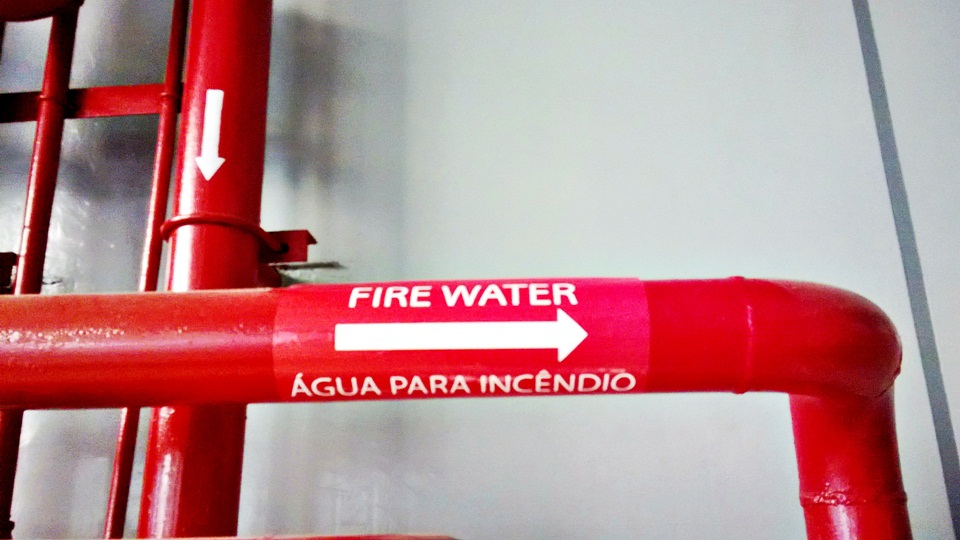 FIRE WATER
ÁGUA PARA INCÊNDIO